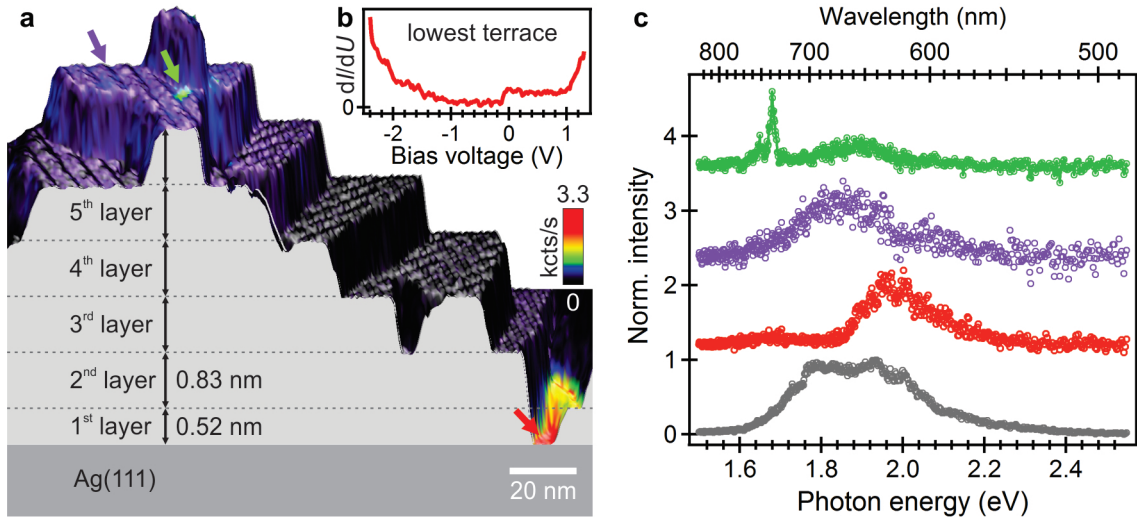 a
b
lowest terrace
dI/dU
0
-2 -1 0 1
Bias voltage (V)
3.3
kcts/s
0
5th layer
4th layer
3rd layer
2nd layer 0.83 nm
1st layer 0.52 nm
Ag(111)
20 nm
c
Wavelength (nm)
800 700 600 500
Norm. intensity
4
3
2
1
0
1.6 1.8 2.0 2.2 2.4
Photon energy (eV)